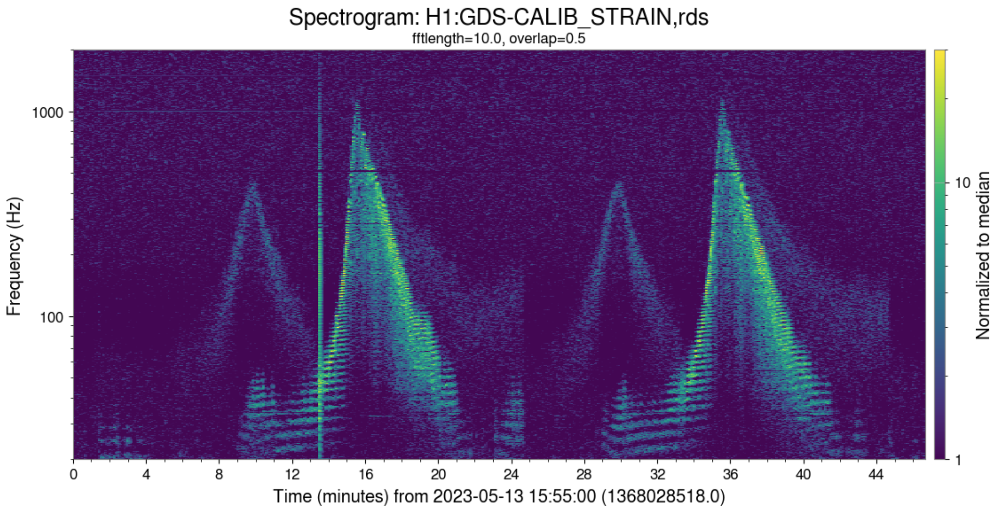 Spectrogram: H1:GDS-CALIB_STRAIN,rds
fftlength=10.0, overlap=0.5
1000
100
Frequency (Hz)
0 4 8 12 16 20 24 28 32 36 40 44
Time (minutes) from 2023-05-13 15:55:00 (1368028518.0)
10
1
Normalized to median